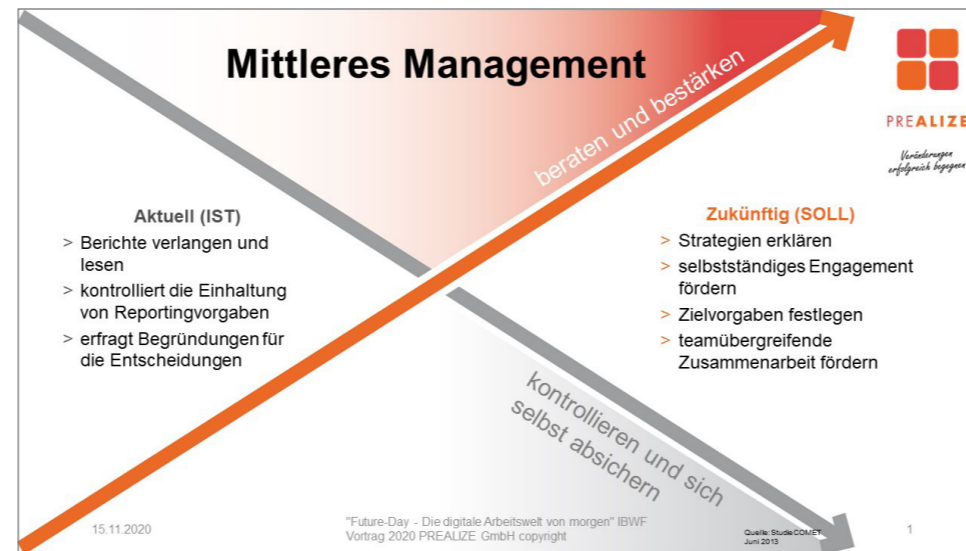 Mittleres Management
beraten und bestärken
PREALIZE
Veränderungen
erfolgreich begegnen
Aktuell (IST)
> Berichte verlangen und
lesen
> kontrolliert die Einhaltung
von Reportingvorgaben
> erfragt Begründungen für
die Entscheidungen
Zukünftig (SOLL)
> Strategien erklären
> selbstständiges Engagement
fördern
> Zielvorgaben festlegen
> teamübergreifende
Zusammenarbeit fördern
kontrollieren und sich
selbst absichern
15.11.2020
"Future-Day - Die digitale Arbeitswelt von morgen" IBWF
Vortrag 2020 PREALIZE GmbH copyright
Quelle: StudieCOMET
Juni 2013
1